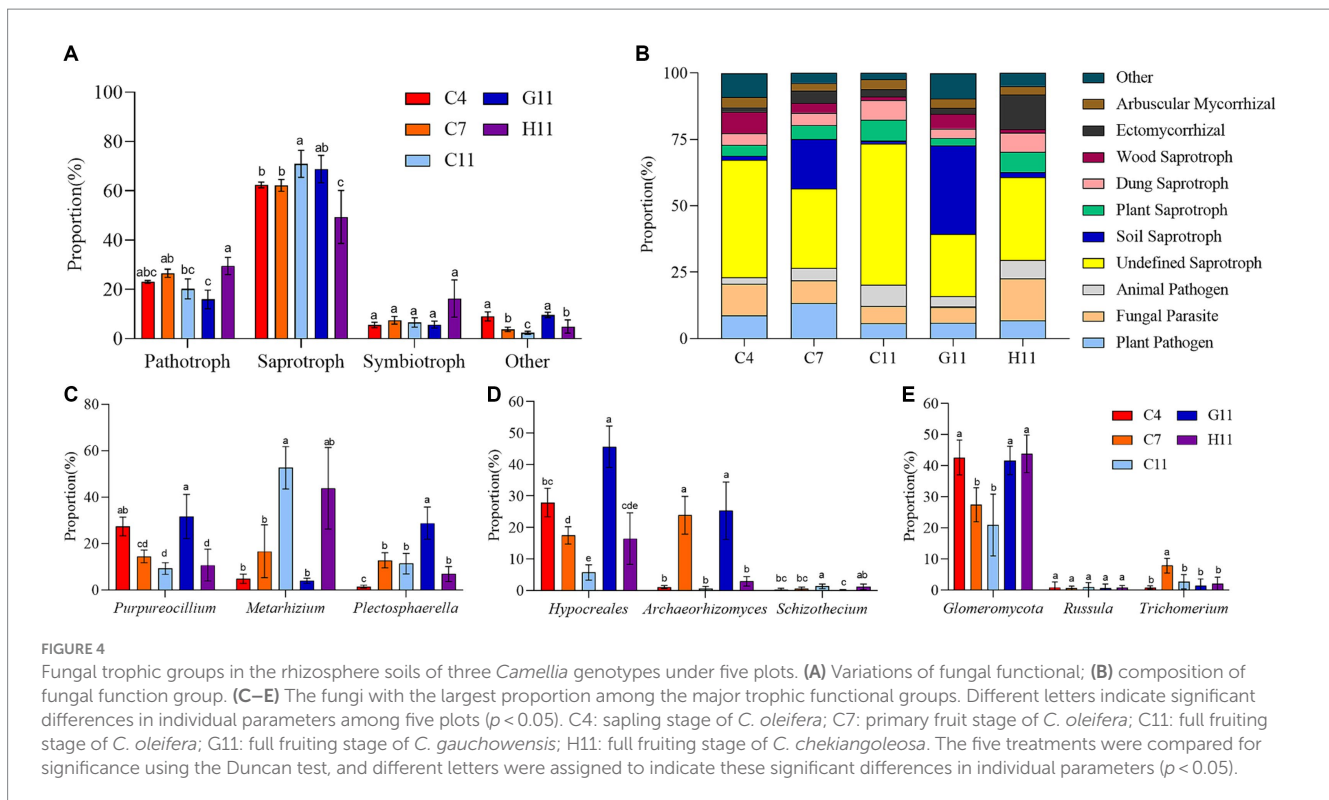 A
Proportion(%)
100
80
60
40
20
0
C4
C7
C11
G11
H11
abc
ab
bc
c
a
b
b
a
ab
c
a
a
a
a
a
a
b
c
a
b
Pathotroph
Saprotroph
Symbiotroph
Other
B
Proportion(%)
100
75
50
25
0
C4
C7
C11
G11
H11
Other
Arbuscular Mycorrhizal
Ectomycorrhizal
Wood Saprotroph
Dung Saprotroph
Plant Saprotroph
Soil Saprotroph
Undefined Saprotroph
Animal Pathogen
Fungal Parasite
Plant Pathogen
C
Proportion(%)
80
60
40
20
0
ab
cd
d
a
d
b
b
a
b
ab
c
b
b
a
b
Purpureocillium
Metarhizium
Plectosphaerella
D
Proportion(%)
60
50
40
30
20
10
0
bc
d
e
a
cde
b
a
b
a
b
bc
bc
a
c
ab
Hypocreales
Archaeorhizomyces
Schizothecium
E
Proportion(%)
60
50
40
30
20
10
0
a
b
b
a
a
a
a
a
a
a
b
a
b
b
b
Glomeromycota
Russula
Trichomerium
C4
C7
C11
G11
H11
FIGURE 4
Fungal trophic groups in the rhizosphere soils of three Camellia genotypes under five plots. (A) Variations of fungal functional; (B) composition of
fungal function group. (C–E) The fungi with the largest proportion among the major trophic functional groups. Different letters indicate significant
differences in individual parameters among five plots (p < 0.05). C4: sapling stage of C. oleifera; C7: primary fruit stage of C. oleifera; C11: full fruiting
stage of C. oleifera; G11: full fruiting stage of C. gauchowensis; H11: full fruiting stage of C. chekiangoleosa. The five treatments were compared for
significance using the Duncan test, and different letters were assigned to indicate these significant differences in individual parameters (p < 0.05).